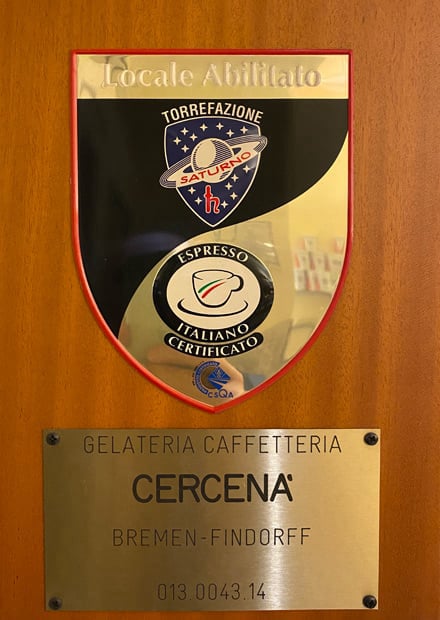 Locale Abilitato
TORREFAZIONE
SATURNO
ESPRESSO
ITALIANO
CERTIFICATO
CSQA
GELATERIA CAFFETTERIA
CERCENA'
BREMEN-FINDORFF
013.0043.14